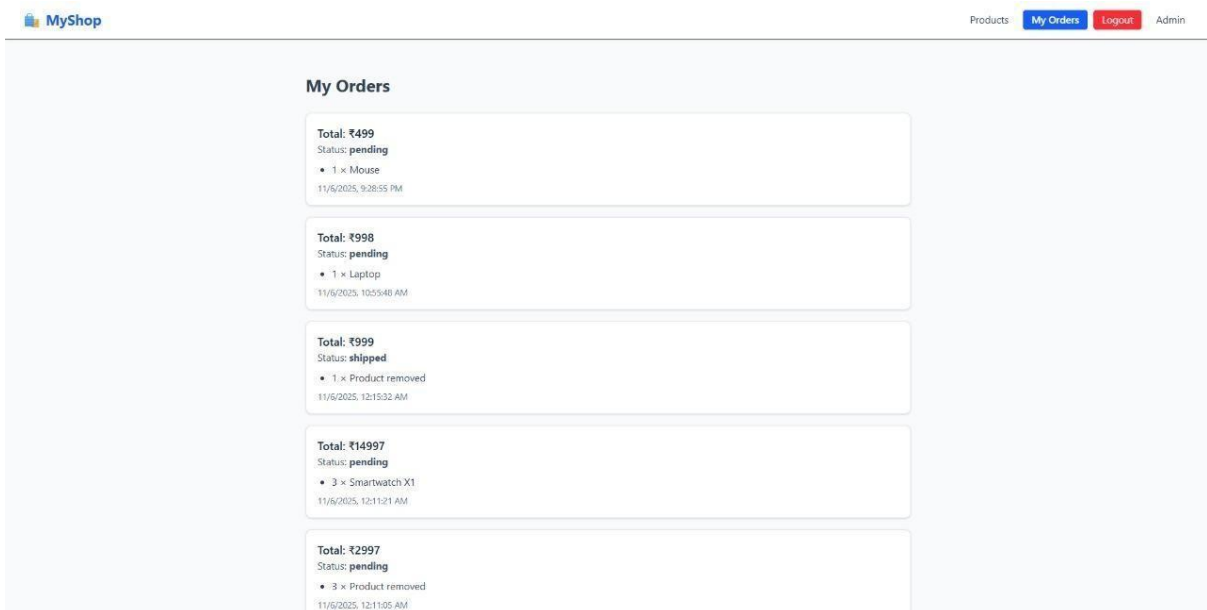 MyShop
Products My Orders Logout Admin
My Orders
Total: ₹499
Status: pending
• 1 × Mouse
11/6/2025, 9:28:55 PM
Total: ₹998
Status: pending
• 1 × Laptop
11/6/2025, 10:55:48 AM
Total: ₹999
Status: shipped
• 1 × Product removed
11/6/2025, 12:15:32 AM
Total: ₹14997
Status: pending
• 3 × Smartwatch X1
11/6/2025, 12:11:21 AM
Total: ₹2997
Status: pending
• 3 × Product removed
11/6/2025, 12:11:05 AM